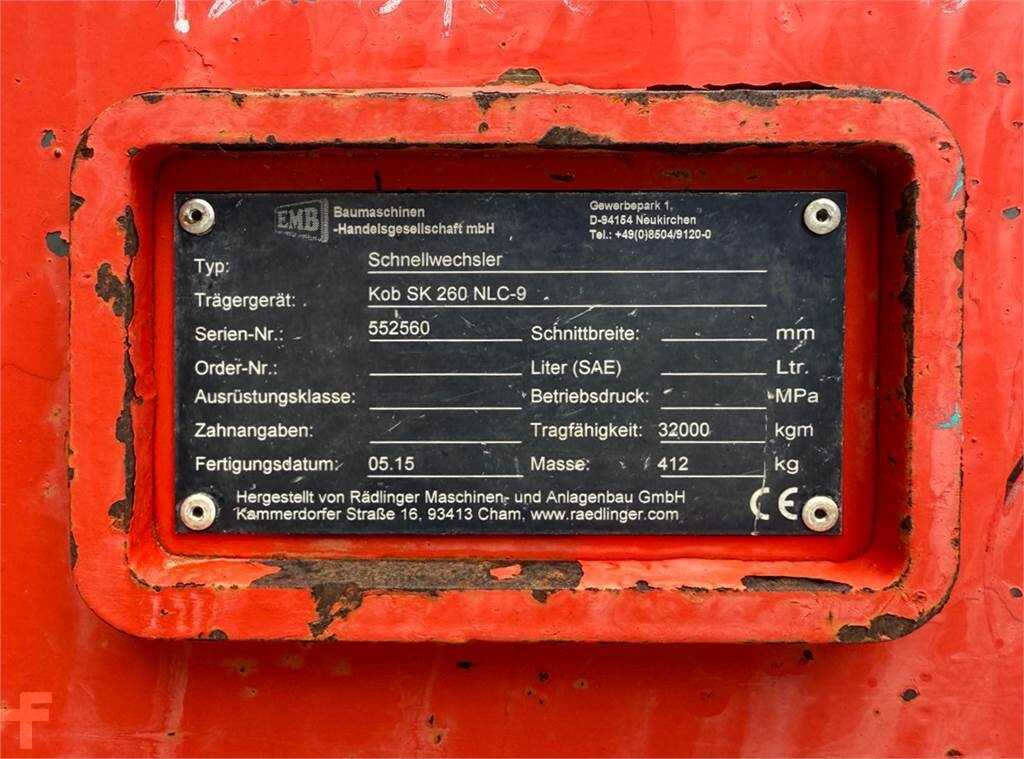 EMB
Baumaschinen
-Handelsgesellschaft mbH
Gewerbepark 1,
D-94154 Neukirchen
Tel.: +49(0)8504/9120-0
Typ: Schnellwechsler
Trägergerät: Kob SK 260 NLC-9
Serien-Nr.: 552560 Schnittbreite: mm
Order-Nr.: Liter (SAE) Ltr.
Ausrüstungsklasse: Betriebsdruck: MPa
Zahnangaben: Tragfähigkeit: 32000 kgm
Fertigungsdatum: 05.15 Masse: 412 kg
Hergestellt von Rädlinger Maschinen- und Anlagenbau GmbH
Kammerdorfer Straße 16, 93413 Cham, www.raedlinger.com
CE